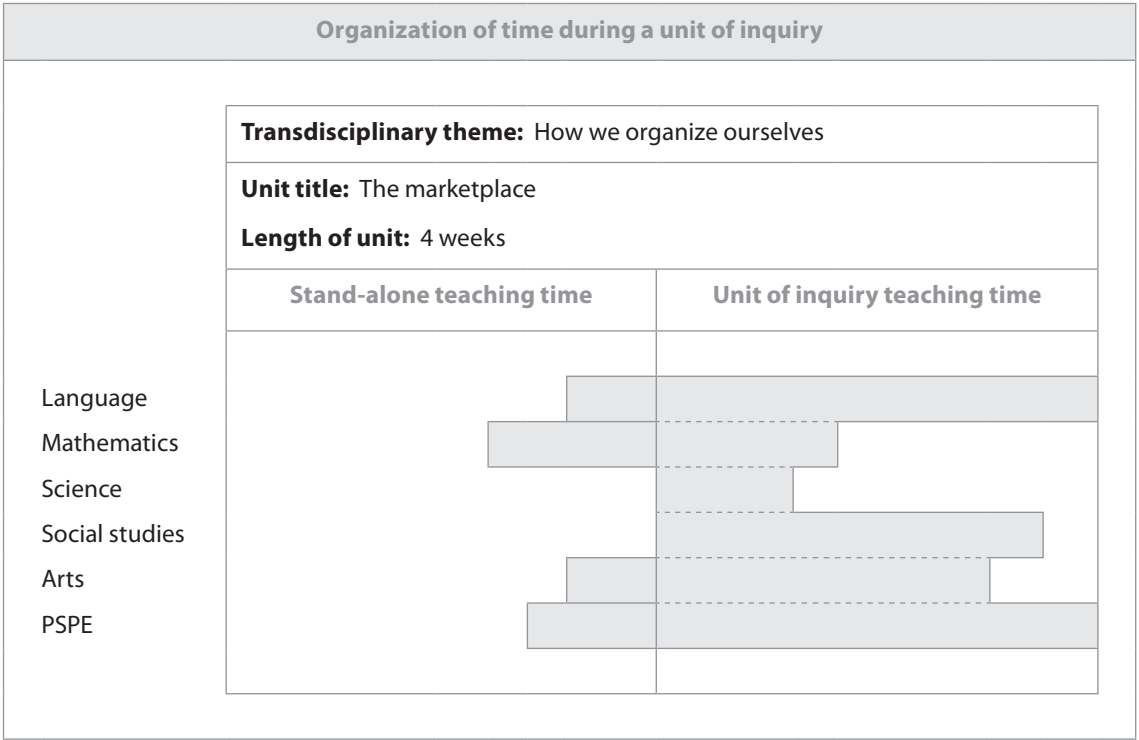 Organization of time during a unit of inquiry
Transdisciplinary theme: How we organize ourselves
Unit title: The marketplace
Length of unit: 4 weeks
Stand-alone teaching time
Unit of inquiry teaching time
Language
Mathematics
Science
Social studies
Arts
PSPE